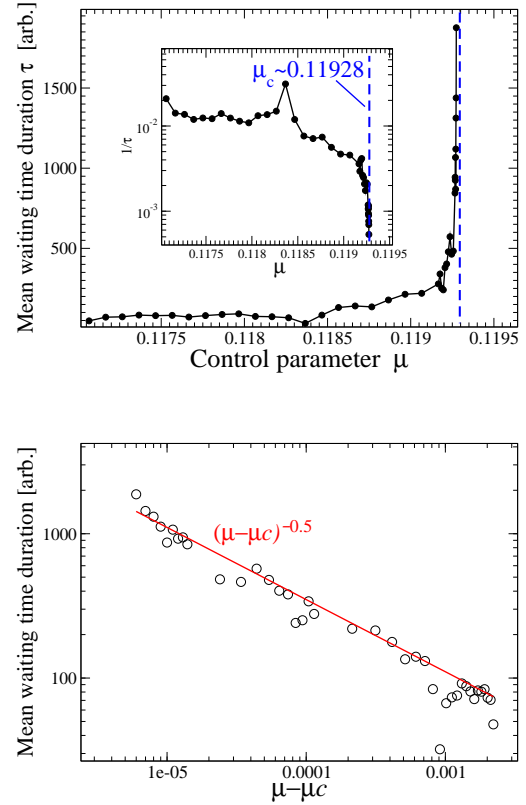 Mean waiting time duration τ [arb.]
1500
1000
500
0.1175 0.118 0.1185 0.119 0.1195
Control parameter μ
μc~0.11928
1/τ
10−2
10−3
0.1175 0.118 0.1185 0.119 0.1195
μ
Mean waiting time duration [arb.]
1000
100
(μ−μc)−0.5
1e-05 0.0001 0.001
μ−μc